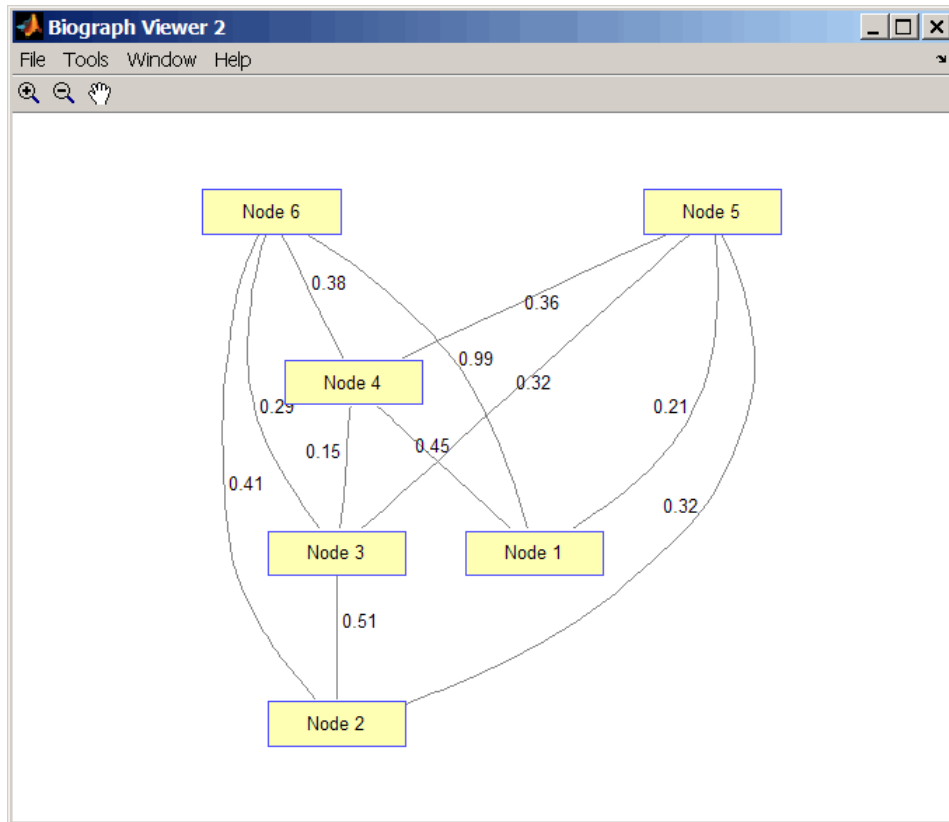 Biograph Viewer 2
File Tools Window Help
Node 6
Node 5
0.38
0.36
0.99
Node 4
0.32
0.29
0.21
0.15
0.45
0.41
0.32
Node 3
Node 1
0.51
Node 2